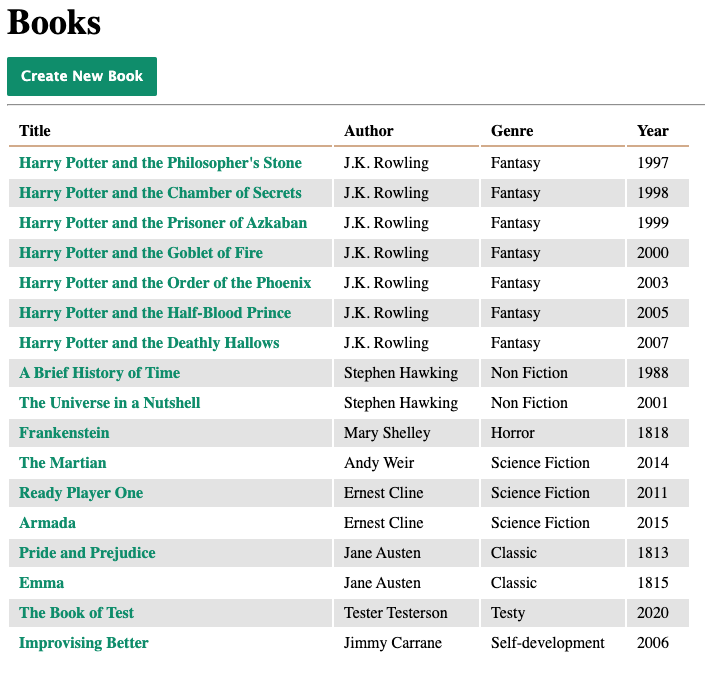 Books
Create New Book
Title Author Genre Year
Harry Potter and the Philosopher's Stone J.K. Rowling Fantasy 1997
Harry Potter and the Chamber of Secrets J.K. Rowling Fantasy 1998
Harry Potter and the Prisoner of Azkaban J.K. Rowling Fantasy 1999
Harry Potter and the Goblet of Fire J.K. Rowling Fantasy 2000
Harry Potter and the Order of the Phoenix J.K. Rowling Fantasy 2003
Harry Potter and the Half-Blood Prince J.K. Rowling Fantasy 2005
Harry Potter and the Deathly Hallows J.K. Rowling Fantasy 2007
A Brief History of Time Stephen Hawking Non Fiction 1988
The Universe in a Nutshell Stephen Hawking Non Fiction 2001
Frankenstein Mary Shelley Horror 1818
The Martian Andy Weir Science Fiction 2014
Ready Player One Ernest Cline Science Fiction 2011
Armada Ernest Cline Science Fiction 2015
Pride and Prejudice Jane Austen Classic 1813
Emma Jane Austen Classic 1815
The Book of Test Tester Testerson Testy 2020
Improvising Better Jimmy Carrane Self-development 2006